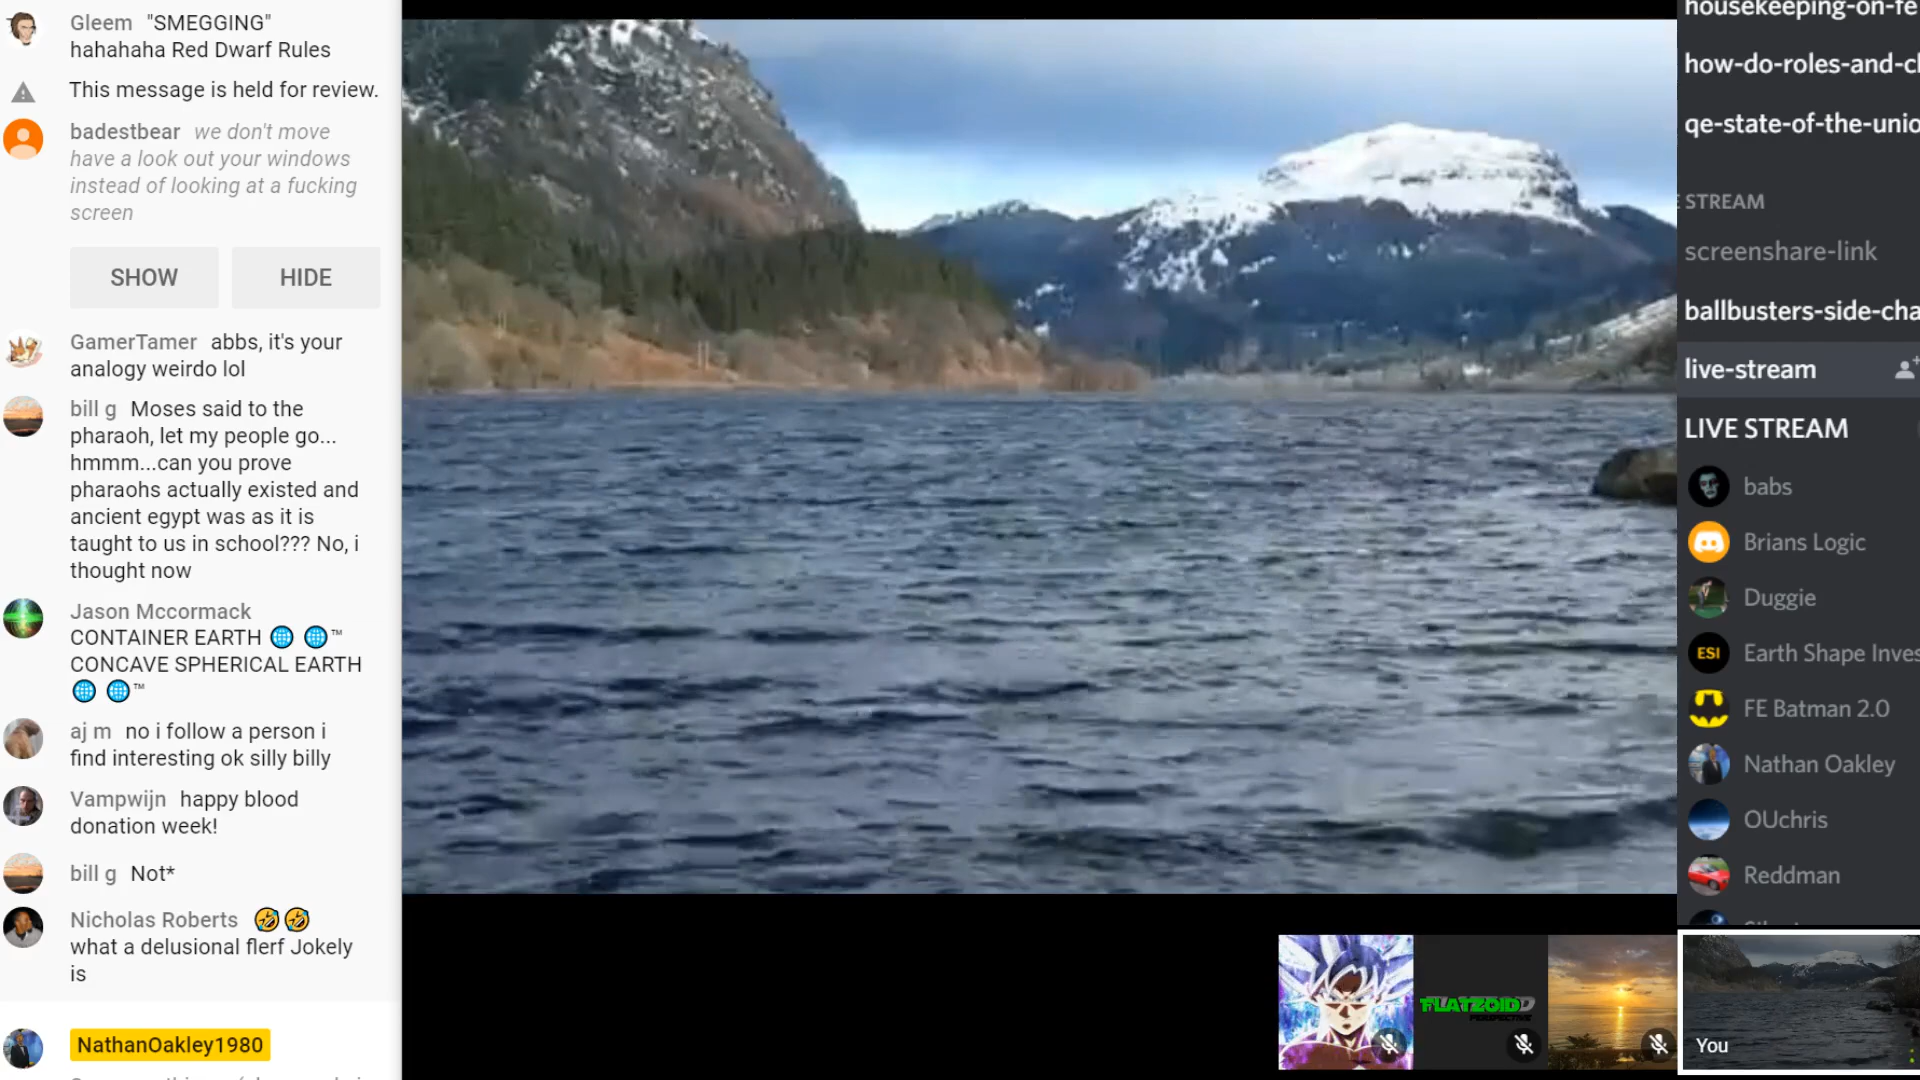 Gleem "SMEGGING"
hahahaha Red Dwarf Rules
This message is held for review.
badestbear we don't move
have a look out your windows
instead of looking at a fucking
screen
SHOW HIDE
GamerTamer abbs, it's your
analogy weirdo lol
bill g Moses said to the
pharaoh, let my people go...
hmmm...can you prove
pharaohs actually existed and
ancient egypt was as it is
taught to us in school??? No, i
thought now
Jason Mccormack
CONTAINER EARTH 🌐 🌐™
CONCAVE SPHERICAL EARTH
🌐 🌐™
aj m no i follow a person i
find interesting ok silly billy
Vampwijn happy blood
donation week!
bill g Not*
Nicholas Roberts 🤣🤣
what a delusional flerf Jokely
is
NathanOakley1980
housekeeping-on-fe
how-do-roles-and-cl
qe-state-of-the-unio
STREAM
screenshare-link
ballbusters-side-cha
live-stream
LIVE STREAM
babs
Brians Logic
Duggie
ESI Earth Shape Inves
FE Batman 2.0
Nathan Oakley
OUchris
Reddman
FLATZOID
PERSPECTIVE
You